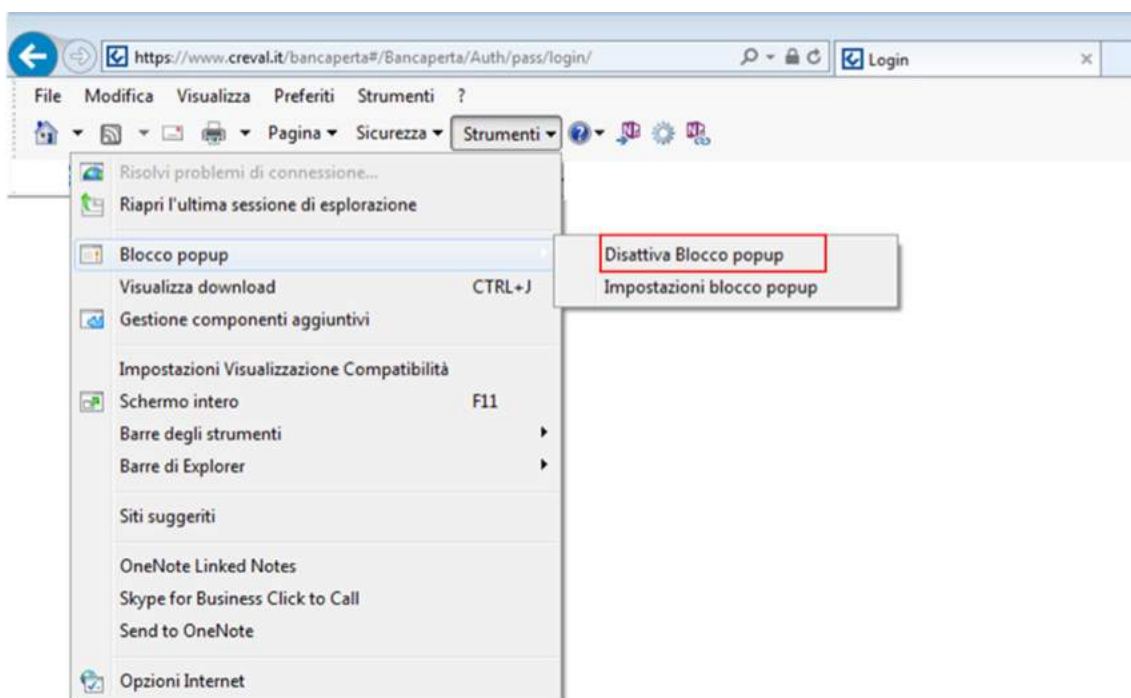 https://www.creval.it/bancaperta#/Bancaperta/Auth/pass/login/ Login
File Modifica Visualizza Preferiti Strumenti ?
Pagina Sicurezza Strumenti
Risolvi problemi di connessione...
Riapri l'ultima sessione di esplorazione
Blocco popup Disattiva Blocco popup
Visualizza download CTRL+J Impostazioni blocco popup
Gestione componenti aggiuntivi
Impostazioni Visualizzazione Compatibilità
Schermo intero F11
Barre degli strumenti
Barre di Explorer
Siti suggeriti
OneNote Linked Notes
Skype for Business Click to Call
Send to OneNote
Opzioni Internet